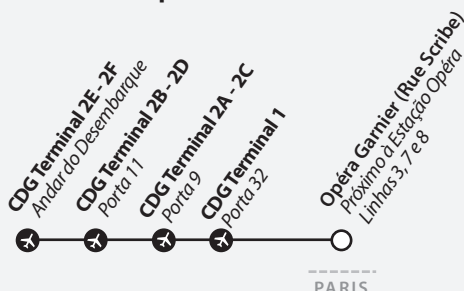 CDG Terminal 2E - 2F
Andar do Desembarque
CDG Terminal 2B - 2D
Porta 11
CDG Terminal 2A - 2C
Porta 9
CDG Terminal 1
Porta 32
Opéra Garnier (Rue Scribe)
Próximo à Estação Opéra
Linhas 3, 7 e 8
PARIS